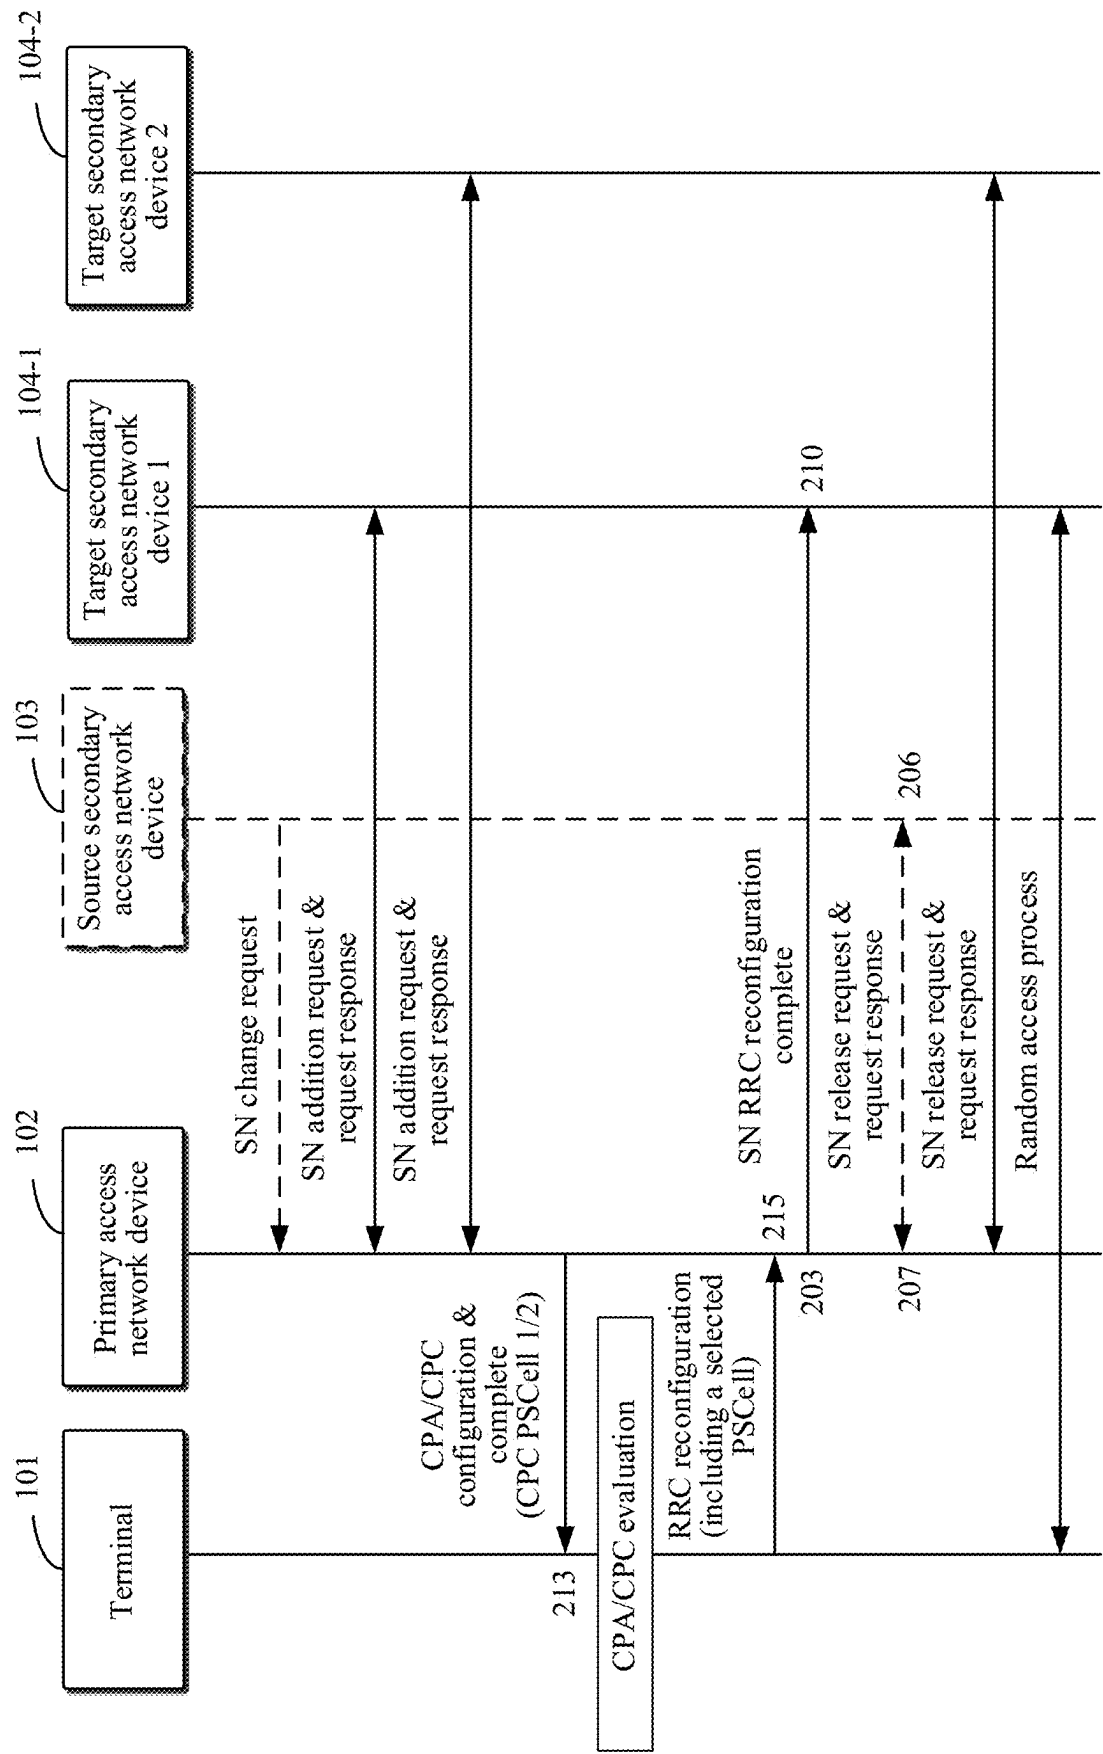 101
102
103
104-1
104-2
Terminal
Primary access
network device
Source secondary
access network
device
Target secondary
access network
device 1
Target secondary
access network
device 2
SN change request
SN addition request &
request response
SN addition request &
request response
CPA/CPC
configuration &
complete
(CPC PSCell 1/2)
213
CPA/CPC evaluation
RRC reconfiguration
(including a selected
PSCell)
215
SN RRC reconfiguration
complete
203
210
SN release request &
request response
207
206
SN release request &
request response
Random access process